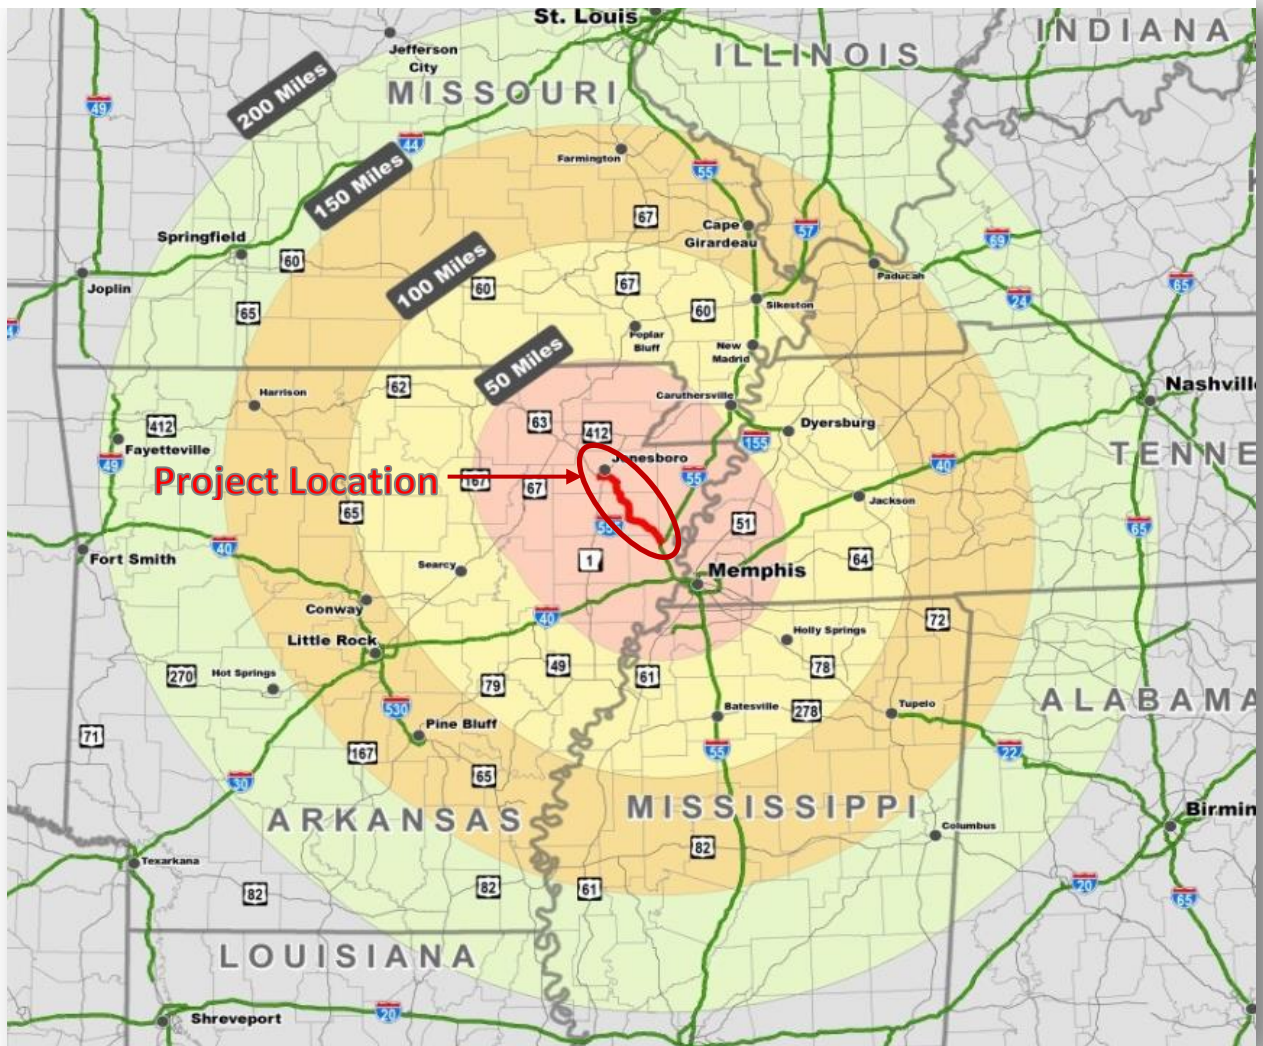 St. Louis
INDIANA
ILLINOIS
Jefferson
City
MISSOURI
200 Miles
49
44
Farmington
55
150 Miles
67
Cape
Girardeau
57
Springfield
60
69
Paducah
Joplin
100 Miles
60
67
60
Sikeston
24
65
65
Poplar
Bluff
New
Madrid
50 Miles
Nashvill
Harrison
62
Caruthersville
412
63
412
Dyersburg
155
Fayetteville
49
TENNE
Jonesboro
40
Project Location
167
67
55
Jackson
65
555
51
65
Fort Smith
40
1
64
Searcy
Memphis
Conway
40
72
Little Rock
Holly Springs
49
78
270
Hot Springs
79
61
278
Tupelo
ALABAMA
530
Batesville
Pine Bluff
71
167
55
22
65
30
ARKANSAS
MISSISSIPPI
Birmin
Columbus
82
Texarkana
82
82
61
20
65
LOUISIANA
Shreveport
20